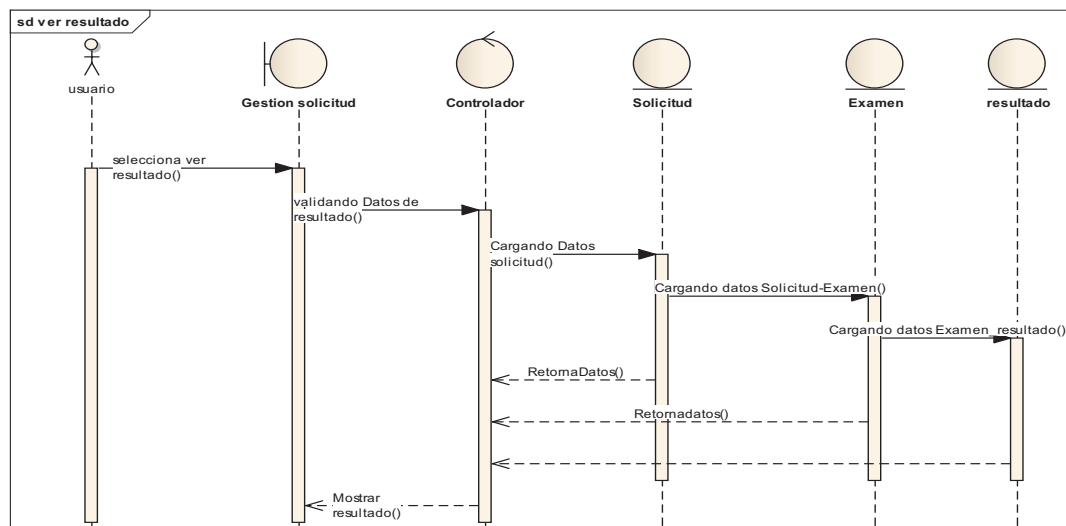 sd ver resultado
usuario
Gestion solicitud
Controlador
Solicitud
Examen
resultado
selecciona ver
resultado()
validando Datos de
resultado()
Cargando Datos
solicitud()
Cargando datos Solicitud-Examen()
Cargando datos Examen_resultado()
RetornaDatos()
Retornadatos()
Mostrar
resultado()